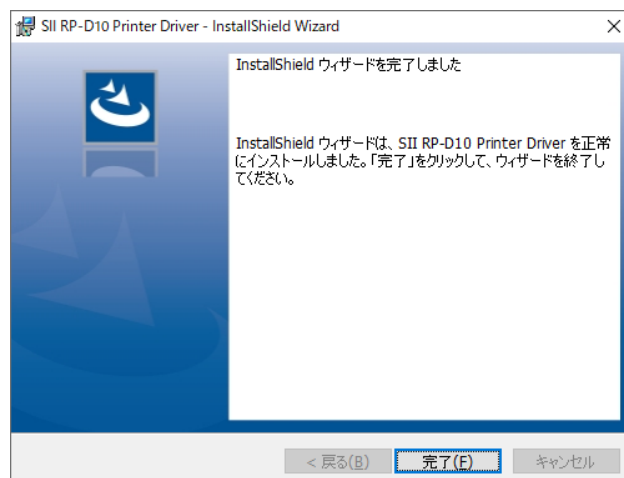 SII RP-D10 Printer Driver - InstallShield Wizard
InstallShield ウィザードを完了しました
InstallShield ウィザードは、SII RP-D10 Printer Driver を正常
にインストールしました。「完了」をクリックして、ウィザードを終了し
てください。
< 戻る(B) 完了(F) キャンセル